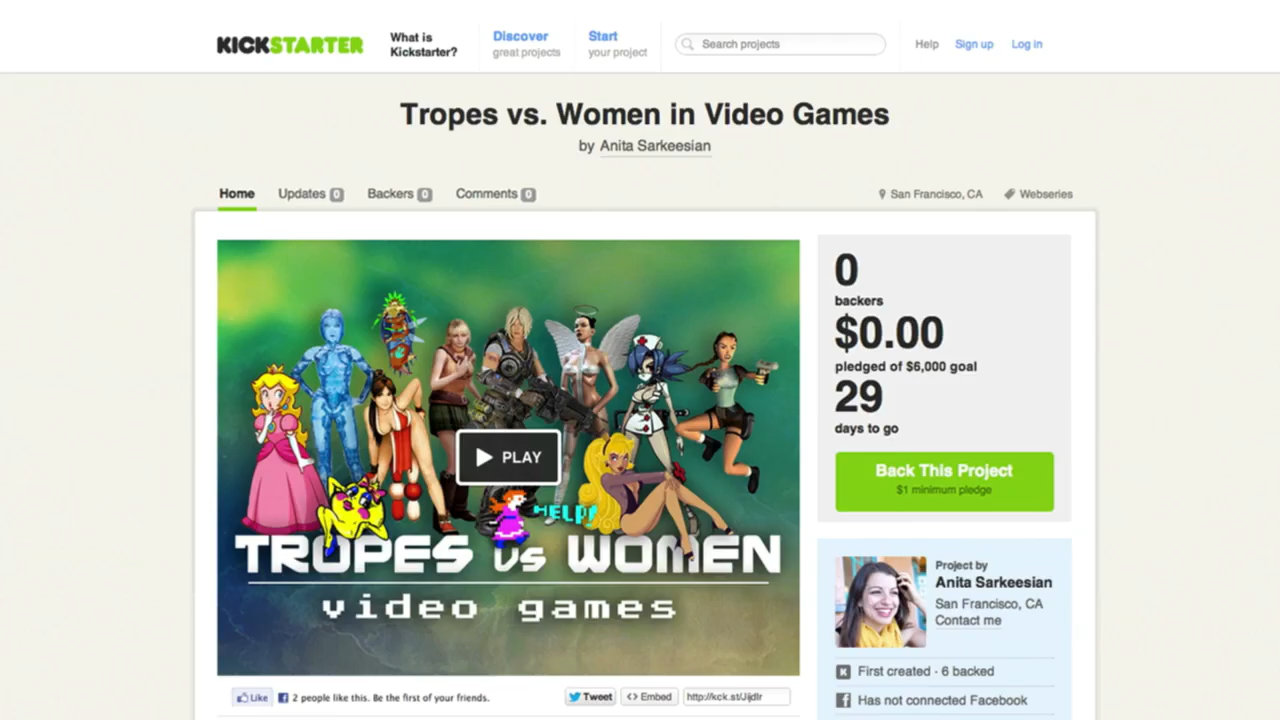 KICKSTARTER
What is
Kickstarter?
Discover
great projects
Start
your project
Search projects
Help
Sign up
Log in
Tropes vs. Women in Video Games
by Anita Sarkeesian
Home
Updates 0
Backers 0
Comments 0
San Francisco, CA
Webseries
PLAY
HELP!
TROPES vs WOMEN
video games
0
backers
$0.00
pledged of $6,000 goal
29
days to go
Back This Project
$1 minimum pledge
Project by
Anita Sarkeesian
San Francisco, CA
Contact me
First created · 6 backed
Has not connected Facebook
Like
2 people like this. Be the first of your friends.
Tweet
<> Embed
http://kck.st/Jijdlr